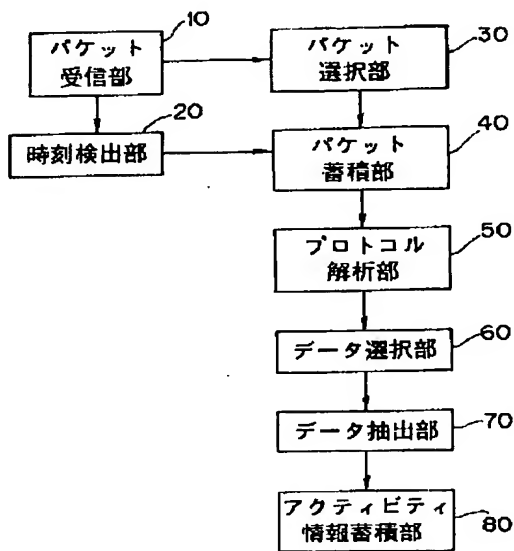 10
パケット
受信部
30
パケット
選択部
20
時刻検出部
40
パケット
蓄積部
50
プロトコル
解析部
60
データ選択部
70
データ抽出部
アクティビティ
情報蓄積部
80